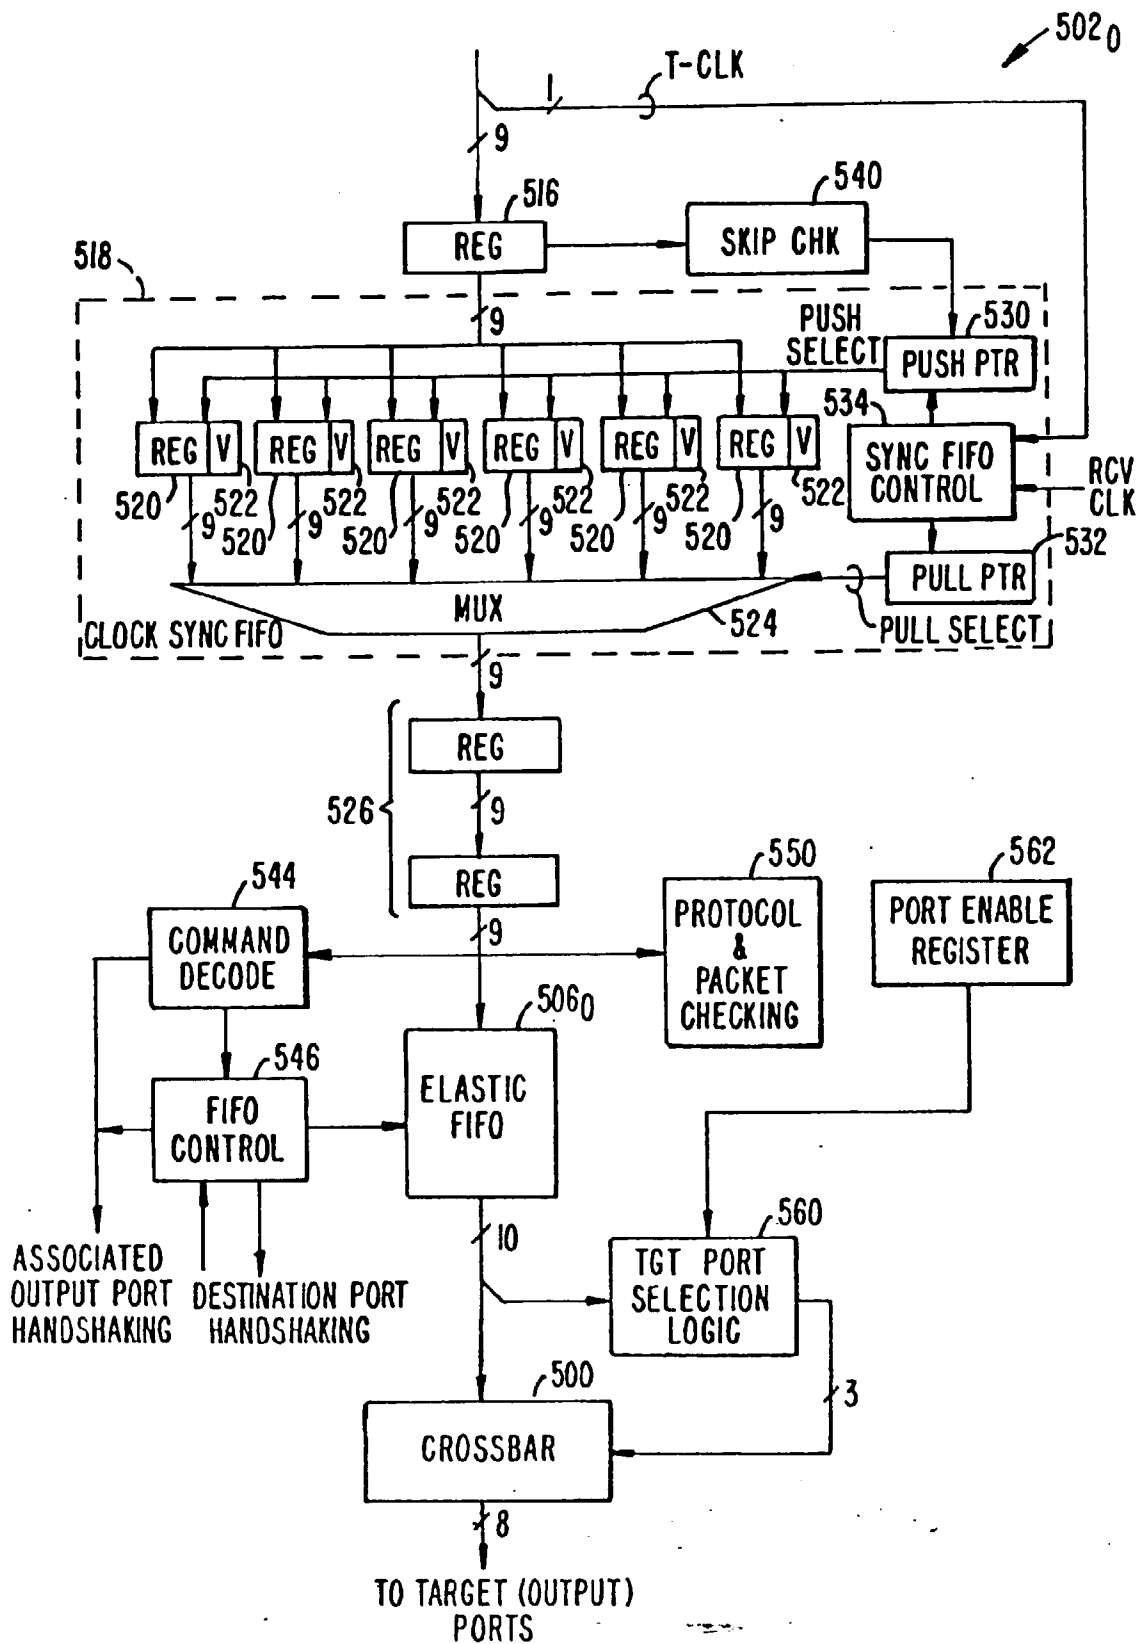 502₀
T-CLK
1
9
516
REG
540
SKIP CHK
518
9
PUSH
SELECT
530
PUSH PTR
534
SYNC FIFO
CONTROL
RCV
CLK
REG V
REG V
REG V
REG V
REG V
REG V
520
522
520
522
520
522
520
522
520
522
520
522
9
9
9
9
9
9
532
PULL PTR
MUX
524
PULL SELECT
CLOCK SYNC FIFO
9
REG
526
9
REG
9
544
COMMAND
DECODE
550
PROTOCOL
&
PACKET
CHECKING
562
PORT ENABLE
REGISTER
506₀
ELASTIC
FIFO
546
FIFO
CONTROL
10
560
TGT PORT
SELECTION
LOGIC
ASSOCIATED
OUTPUT PORT
HANDSHAKING
DESTINATION PORT
HANDSHAKING
3
500
CROSSBAR
8
TO TARGET (OUTPUT)
PORTS